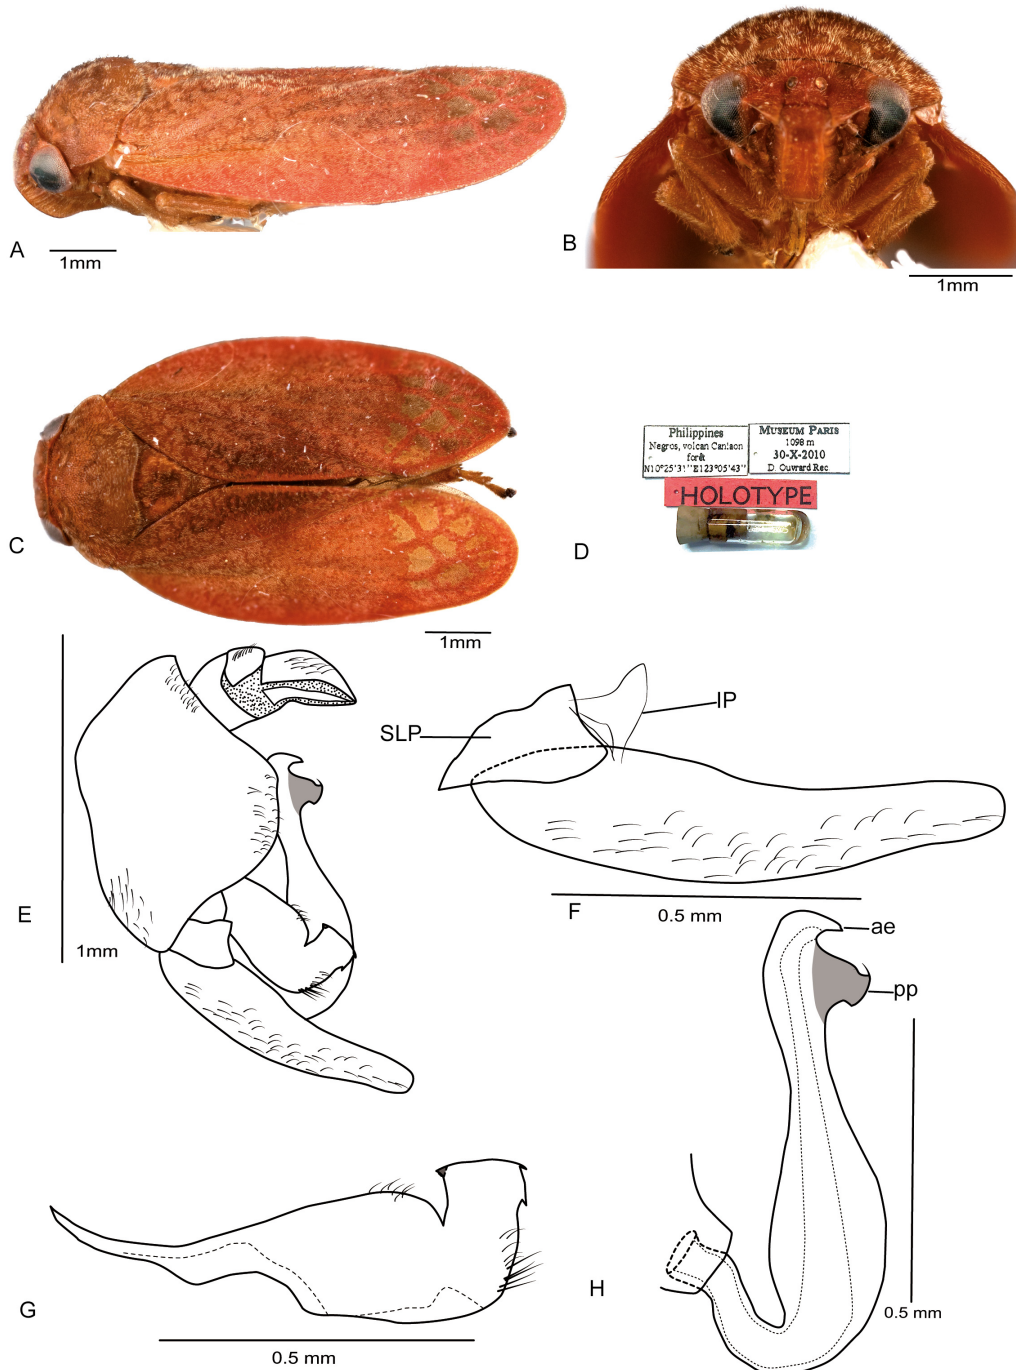 A
1mm
B
1mm
C
1mm
Philippines
Negros, volcan Canlaon
forêt
N10°25'31''E123°05'43''
MUSEUM PARIS
1098 m
30-X-2010
D. Ouvrard Rec
HOLOTYPE
D
E
1mm
SLP
IP
F
0.5 mm
ae
pp
G
0.5 mm
H
0.5 mm